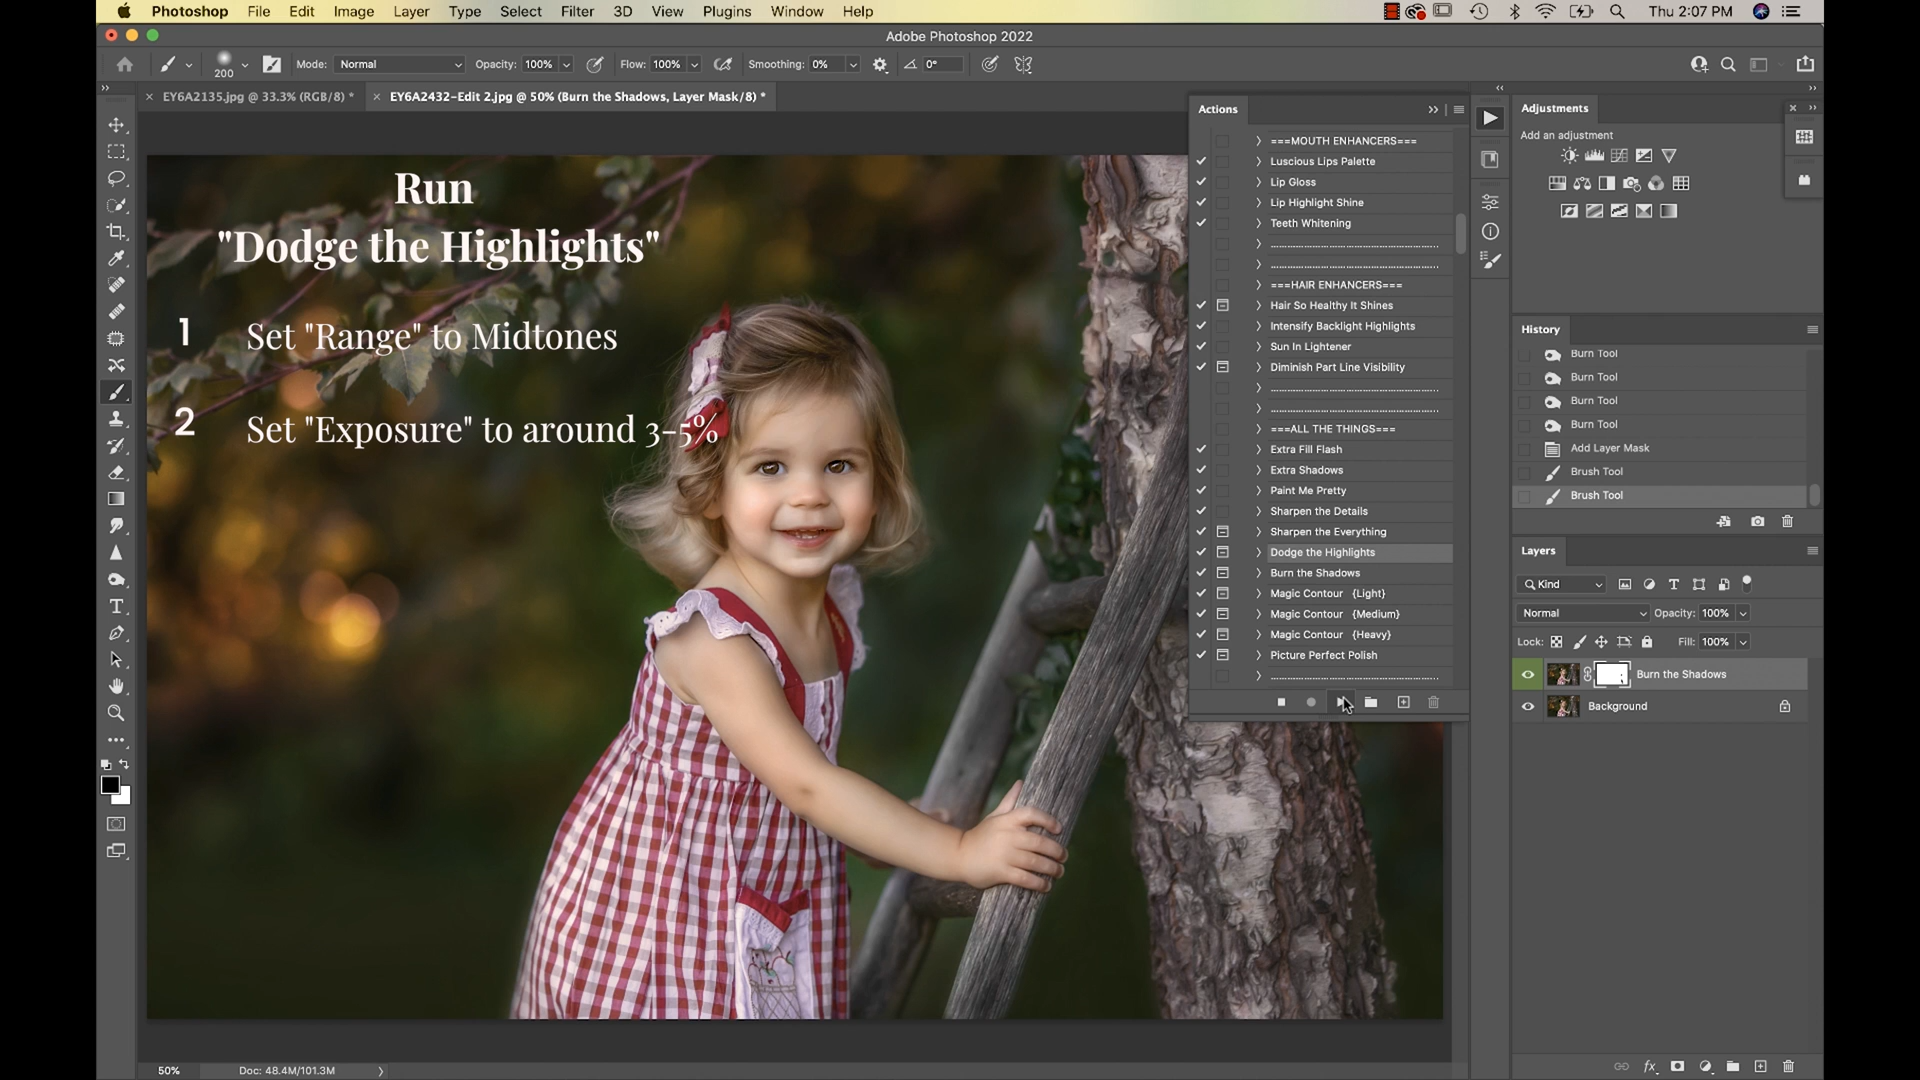 Photoshop File Edit Image Layer Type Select Filter 3D View Plugins Window Help Thu 2:07 PM
Adobe Photoshop 2022
200 Mode: Normal Opacity: 100% Flow: 100% Smoothing: 0% 0°
EY6A2135.jpg @ 33.3% (RGB/8) * EY6A2432-Edit 2.jpg @ 50% (Burn the Shadows, Layer Mask/8) *
Run
"Dodge the Highlights"
1 Set "Range" to Midtones
2 Set "Exposure" to around 3-5%
Actions
===MOUTH ENHANCERS===
Luscious Lips Palette
Lip Gloss
Lip Highlight Shine
Teeth Whitening
===HAIR ENHANCERS===
Hair So Healthy It Shines
Intensify Backlight Highlights
Sun In Lightener
Diminish Part Line Visibility
===ALL THE THINGS===
Extra Fill Flash
Extra Shadows
Paint Me Pretty
Sharpen the Details
Sharpen the Everything
Dodge the Highlights
Burn the Shadows
Magic Contour {Light}
Magic Contour {Medium}
Magic Contour {Heavy}
Picture Perfect Polish
Adjustments
Add an adjustment
History
Burn Tool
Burn Tool
Burn Tool
Burn Tool
Add Layer Mask
Brush Tool
Brush Tool
Layers
Kind
Normal Opacity: 100%
Lock: Fill: 100%
Burn the Shadows
Background
50% Doc: 48.4M/101.3M